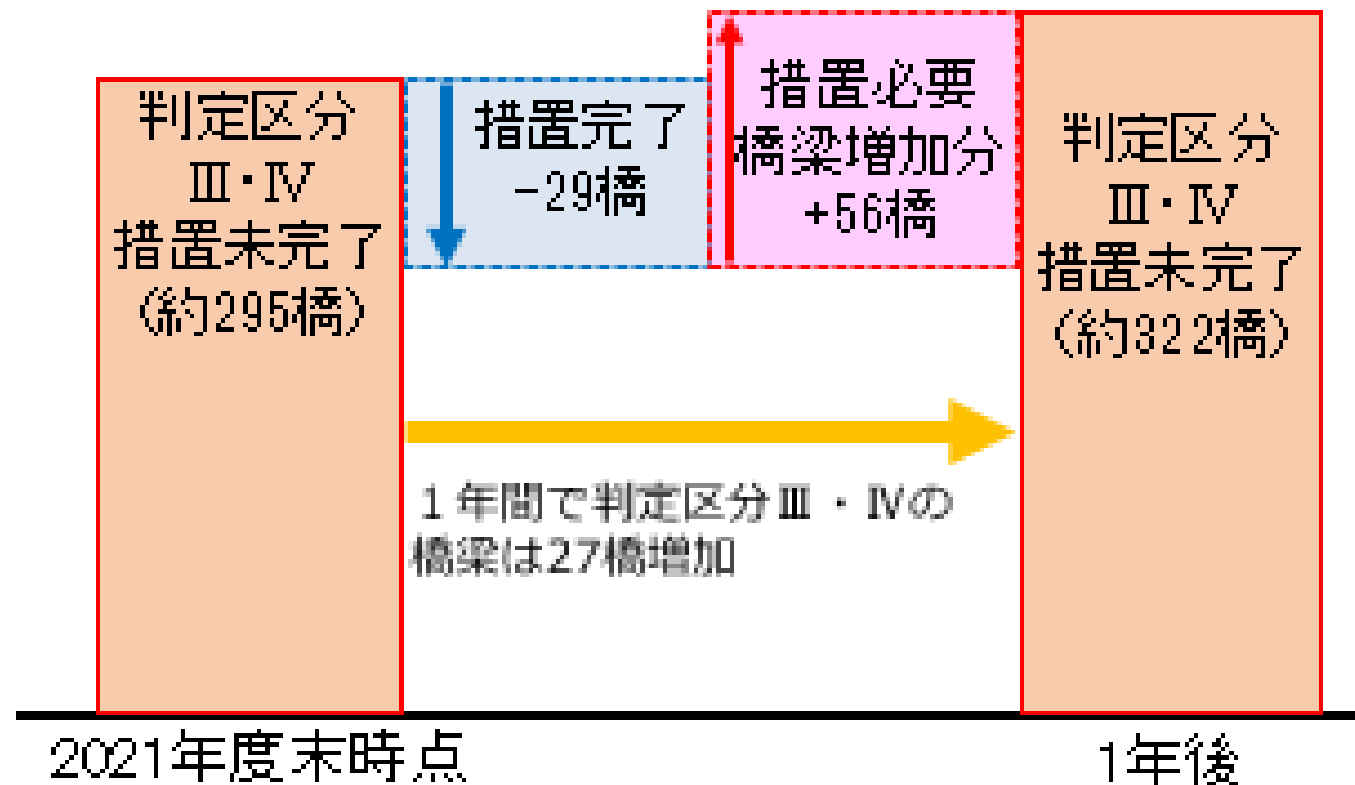 判定区分
Ⅲ・Ⅳ
措置未完了
(約295橋)
措置完了
-29橋
措置必要
橋梁増加分
+56橋
判定区分
Ⅲ・Ⅳ
措置未完了
(約322橋)
１年間で判定区分Ⅲ・Ⅳの
橋梁は27橋増加
2021年度末時点
1年後